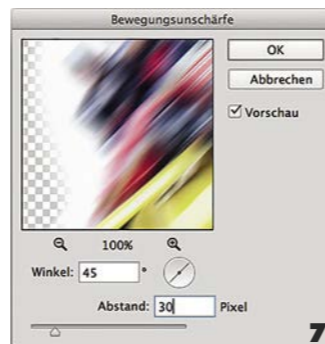 Bewegungsunschärfe
OK
Abbrechen
Vorschau
100%
Winkel: 45 °
Abstand: 30 Pixel
7